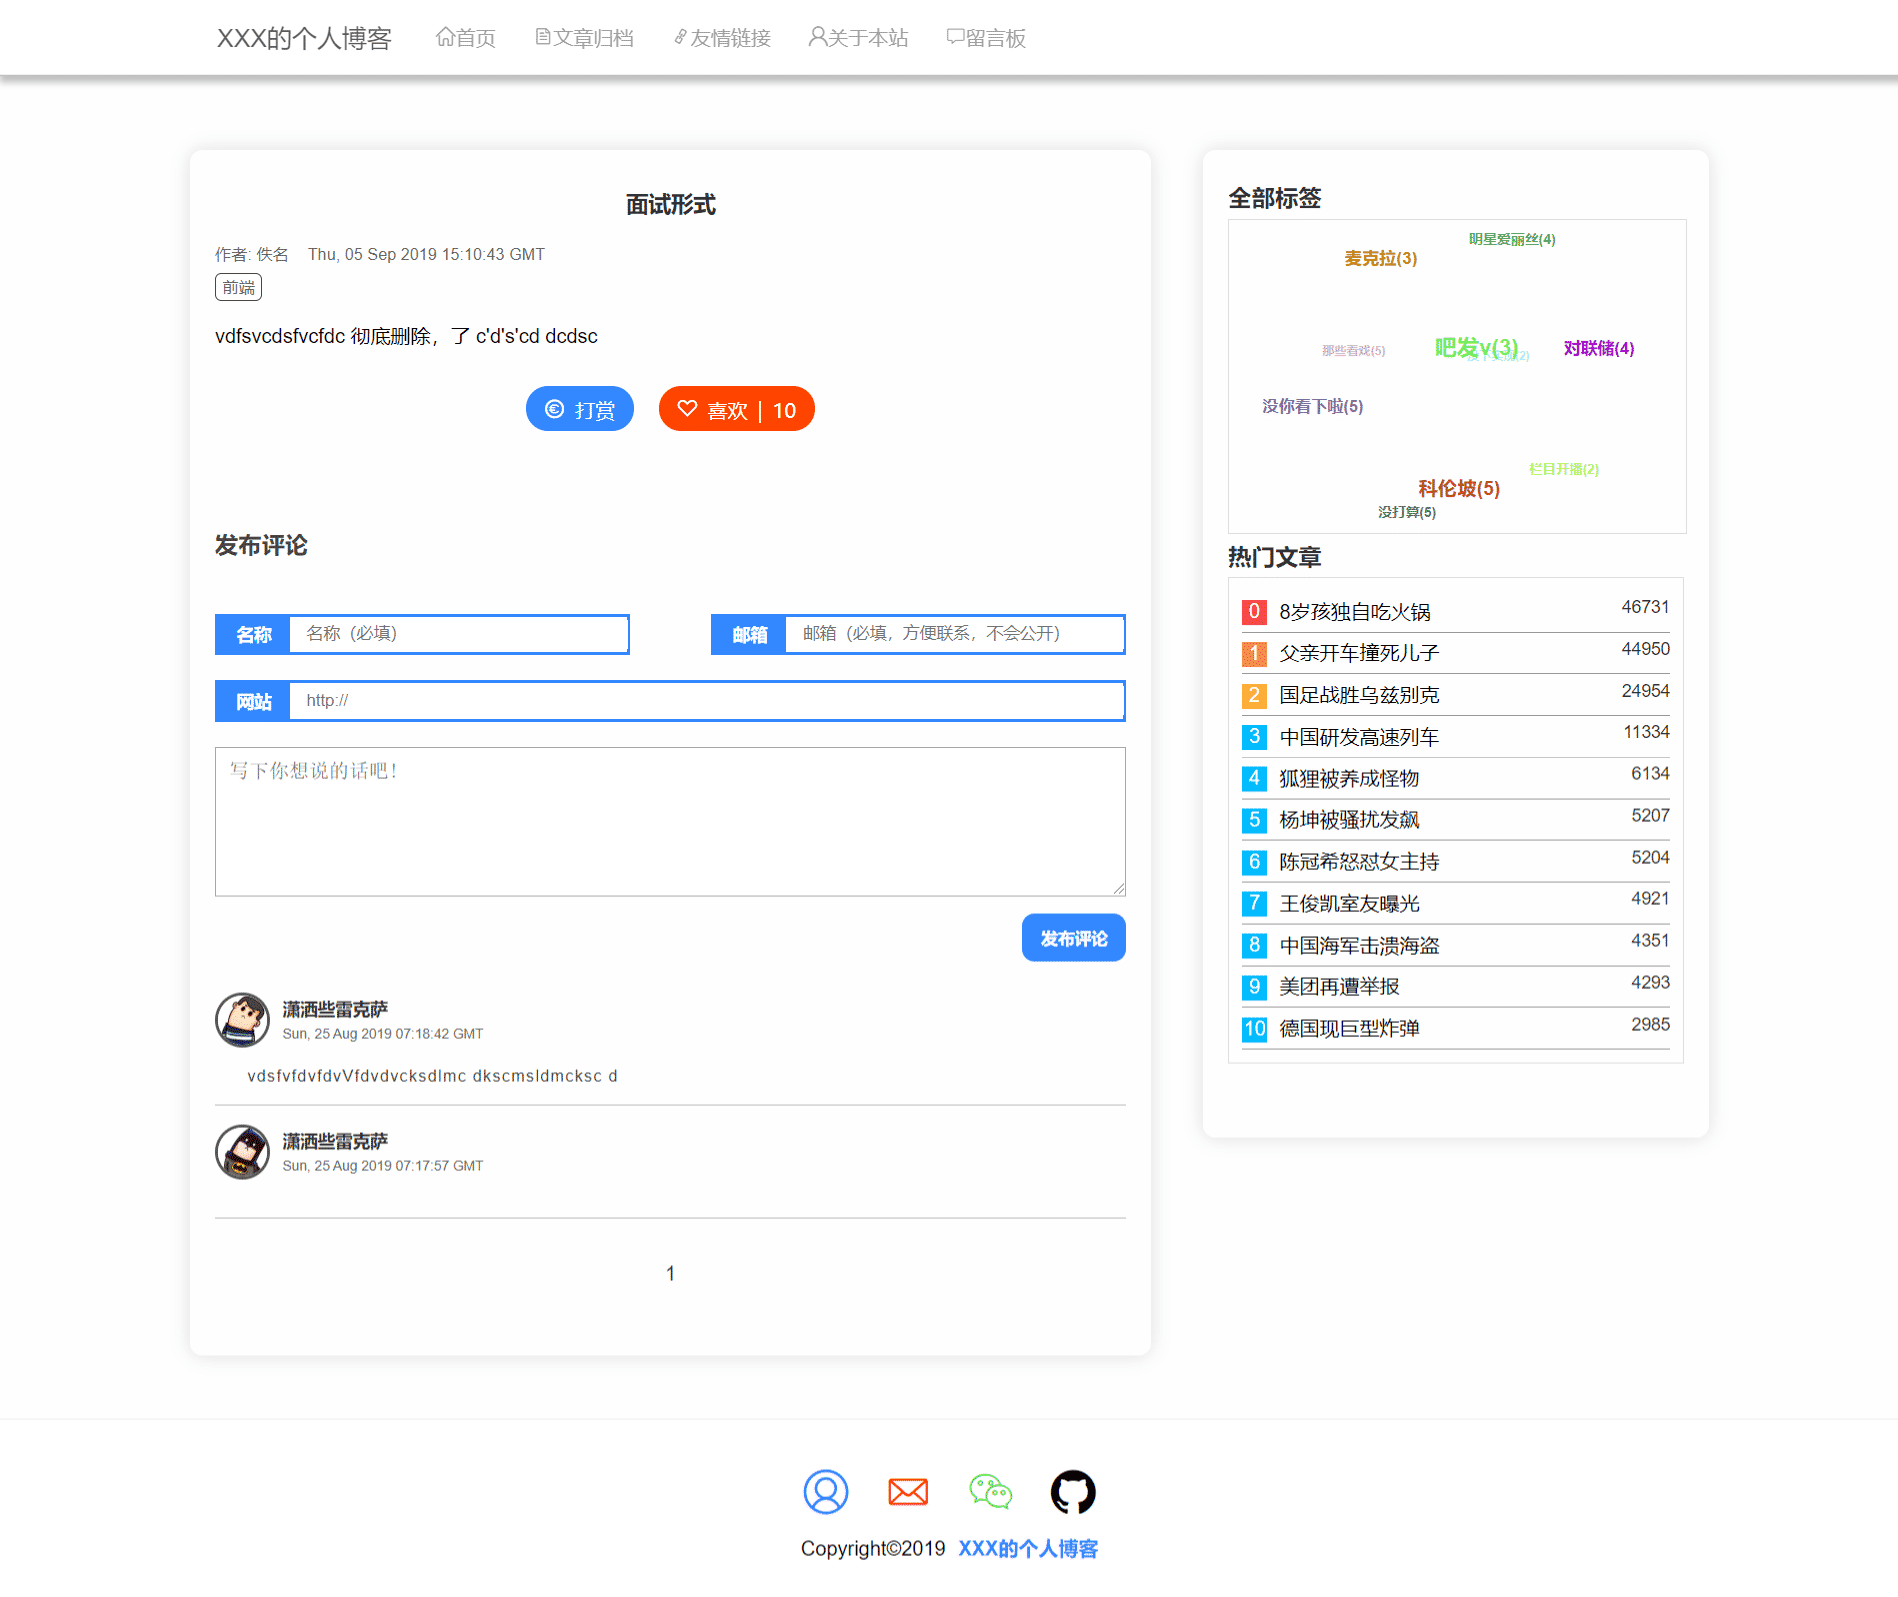 XXX的个人博客 首页 文章归档 友情链接 关于本站 留言板
面试形式
作者: 佚名 Thu, 05 Sep 2019 15:10:43 GMT
前端
vdfsvcdsfvcfdc 彻底删除，了 c'd's'cd dcdsc
打赏 喜欢 | 10
发布评论
名称 名称（必填） 邮箱 邮箱（必填，方便联系，不会公开）
网站 http://
写下你想说的话吧！
发布评论
潇洒些雷克萨
Sun, 25 Aug 2019 07:18:42 GMT
vdsfvfdvfdvVfdvdvcksdlmc dkscmsldmcksc d
潇洒些雷克萨
Sun, 25 Aug 2019 07:17:57 GMT
1
全部标签
明星爱丽丝(4)
麦克拉(3)
那些看戏(5) 吧发v(3) 对联储(4)
没你看下啦(5)
栏目开播(2)
科伦坡(5)
没打算(5)
热门文章
0 8岁孩独自吃火锅 46731
1 父亲开车撞死儿子 44950
2 国足战胜乌兹别克 24954
3 中国研发高速列车 11334
4 狐狸被养成怪物 6134
5 杨坤被骚扰发飙 5207
6 陈冠希怒怼女主持 5204
7 王俊凯室友曝光 4921
8 中国海军击溃海盗 4351
9 美团再遭举报 4293
10 德国现巨型炸弹 2985
Copyright©2019 XXX的个人博客